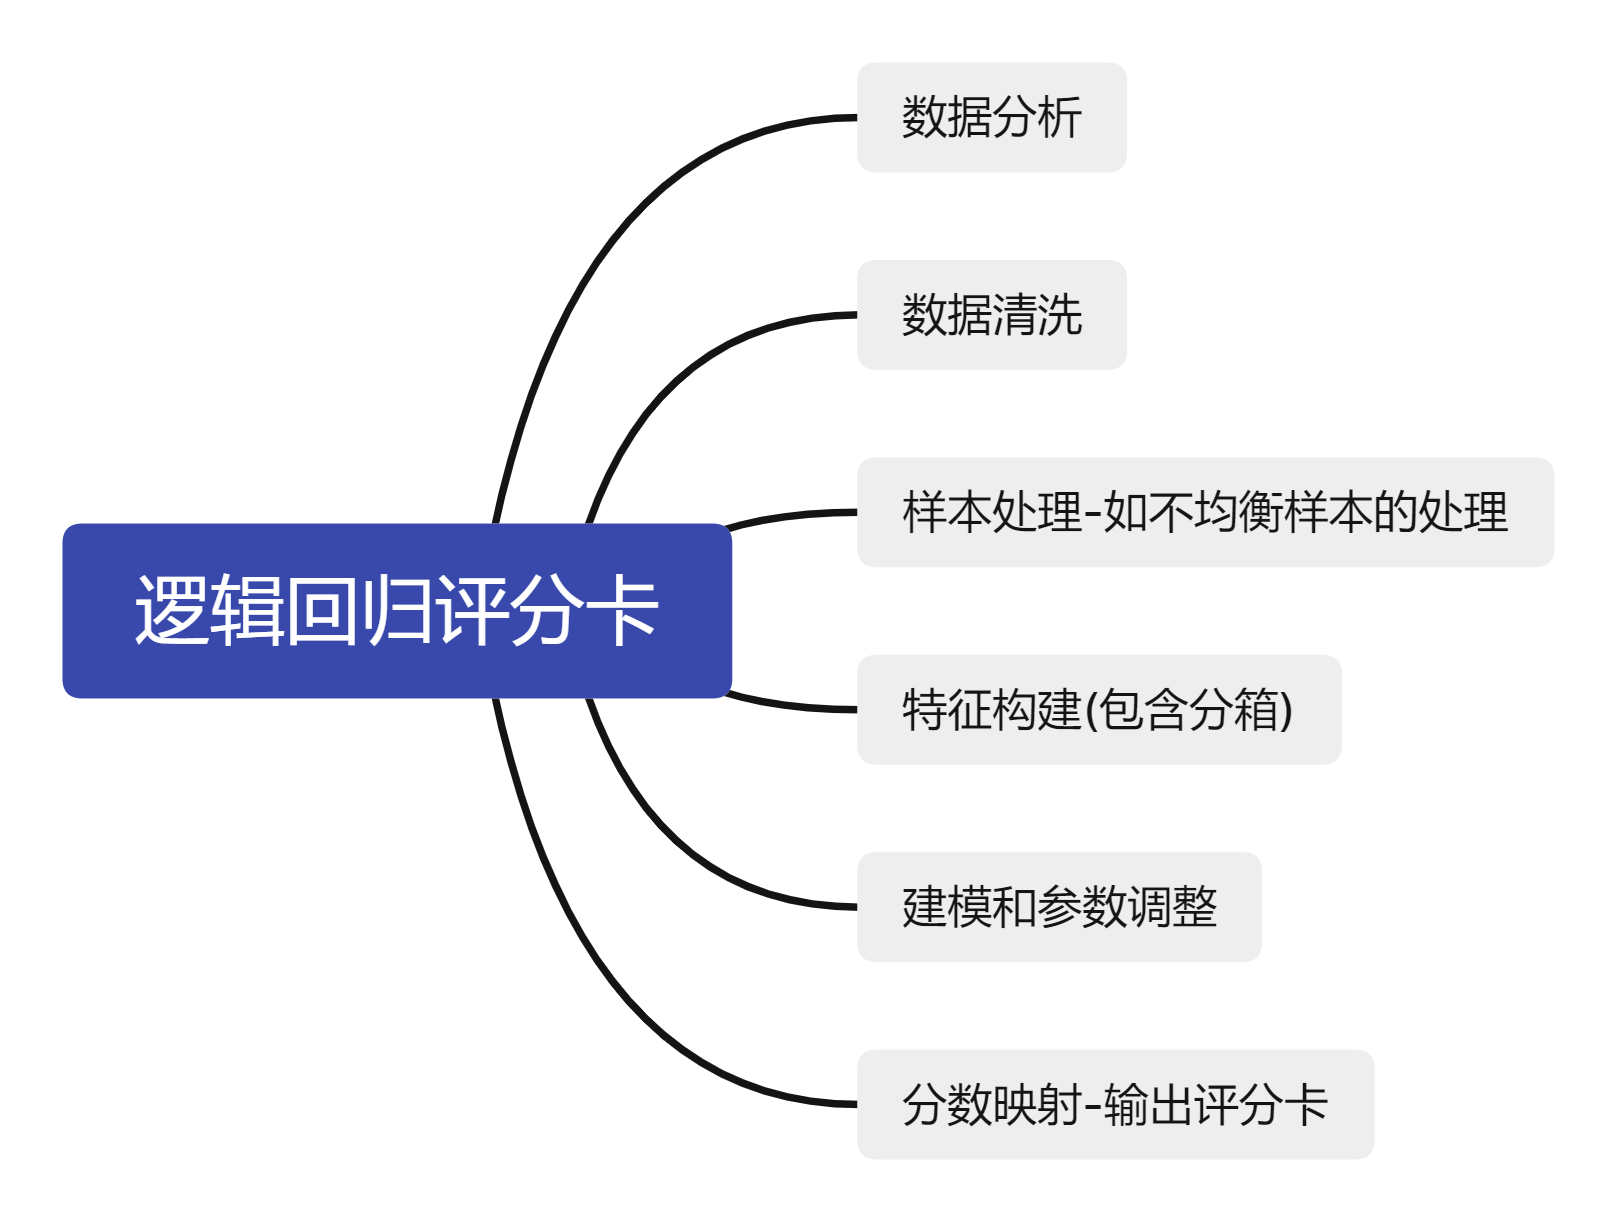 数据分析
数据清洗
样本处理-如不均衡样本的处理
逻辑回归评分卡
特征构建(包含分箱)
建模和参数调整
分数映射-输出评分卡